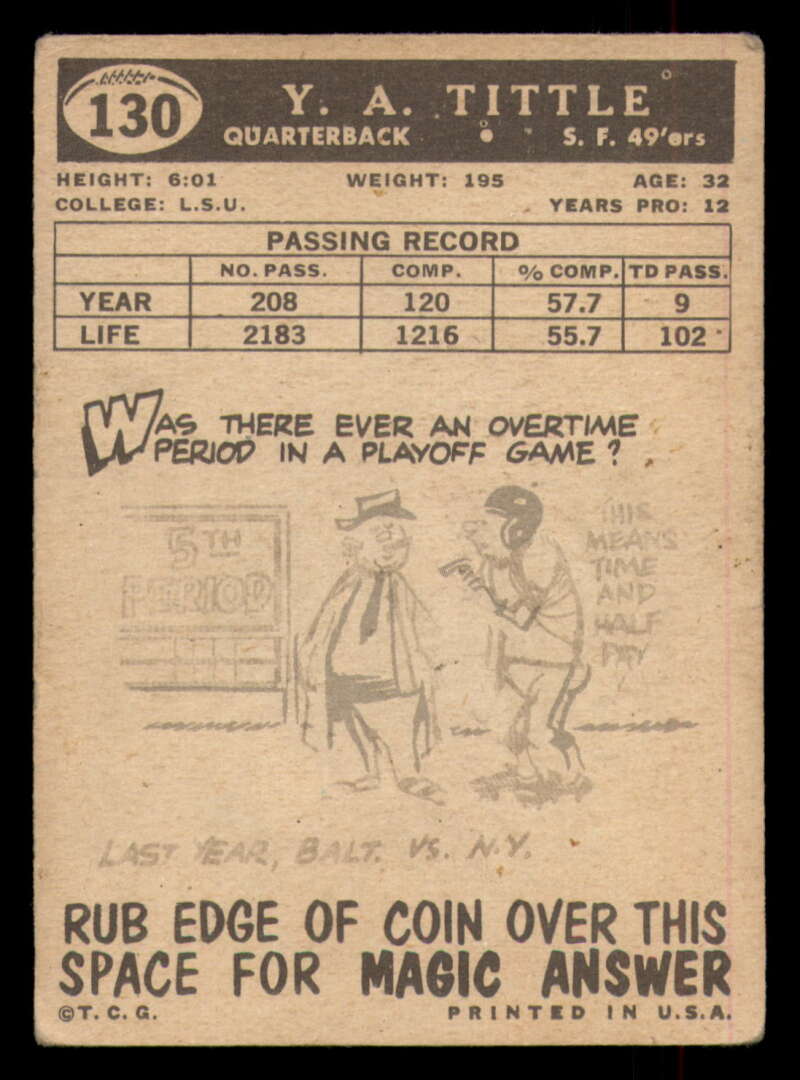 130
Y. A. TITTLE
QUARTERBACK S. F. 49'ers
HEIGHT: 6:01 WEIGHT: 195 AGE: 32
COLLEGE: L.S.U. YEARS PRO: 12
PASSING RECORD
NO. PASS. COMP. % COMP. TD PASS.
YEAR 208 120 57.7 9
LIFE 2183 1216 55.7 102
WAS THERE EVER AN OVERTIME
PERIOD IN A PLAYOFF GAME?
5TH
PERIOD
THIS
MEANS
TIME
AND
HALF
PAY
LAST YEAR, BALT. VS. N.Y.
RUB EDGE OF COIN OVER THIS
SPACE FOR MAGIC ANSWER
©T.C.G. PRINTED IN U.S.A.